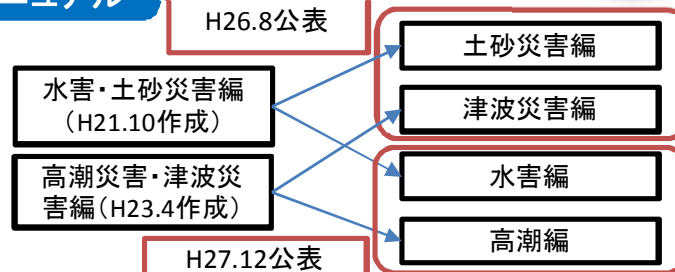 ニュアル
H26.8公表
土砂災害編
水害・土砂災害編
（H21.10作成）
津波災害編
高潮災害・津波災
害編（H23.4作成）
水害編
高潮編
H27.12公表